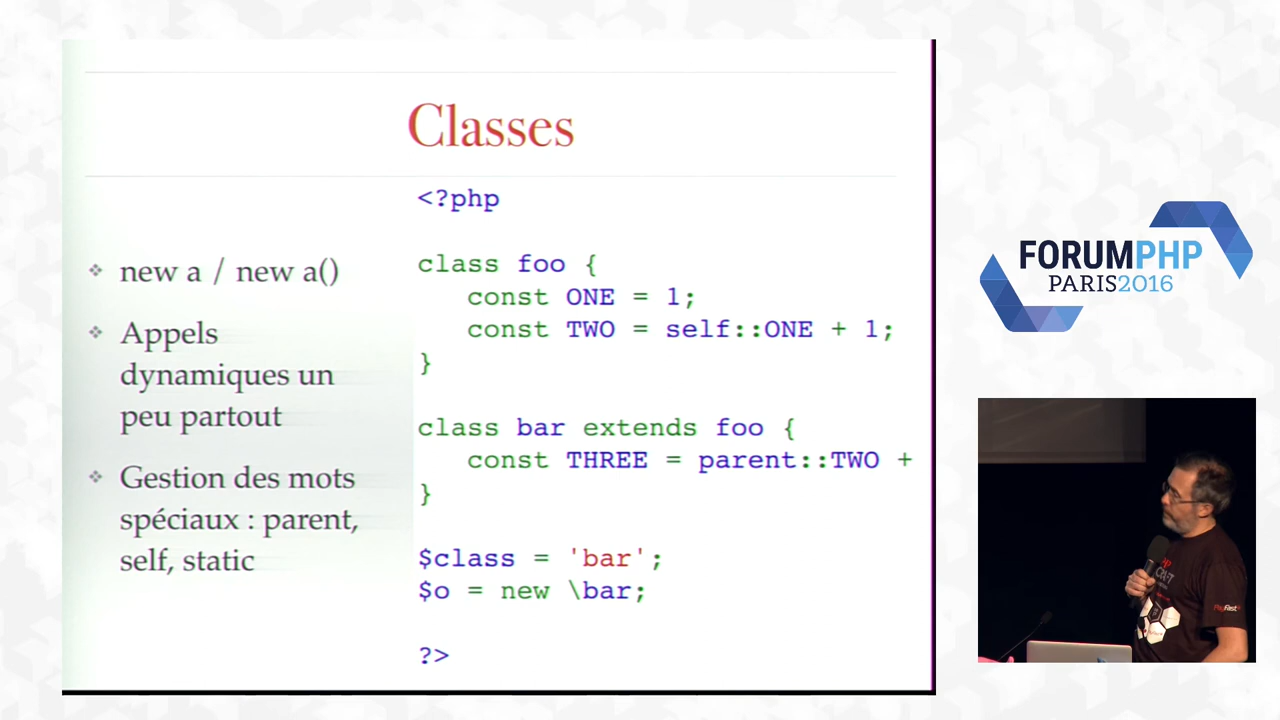 Classes
new a / new a()
Appels
dynamiques un
peu partout
Gestion des mots
spéciaux : parent,
self, static
<?php
class foo {
const ONE = 1;
const TWO = self::ONE + 1;
}
class bar extends foo {
const THREE = parent::TWO +
}
$class = 'bar';
$o = new \bar;
?>
FORUMPHP
PARIS2016